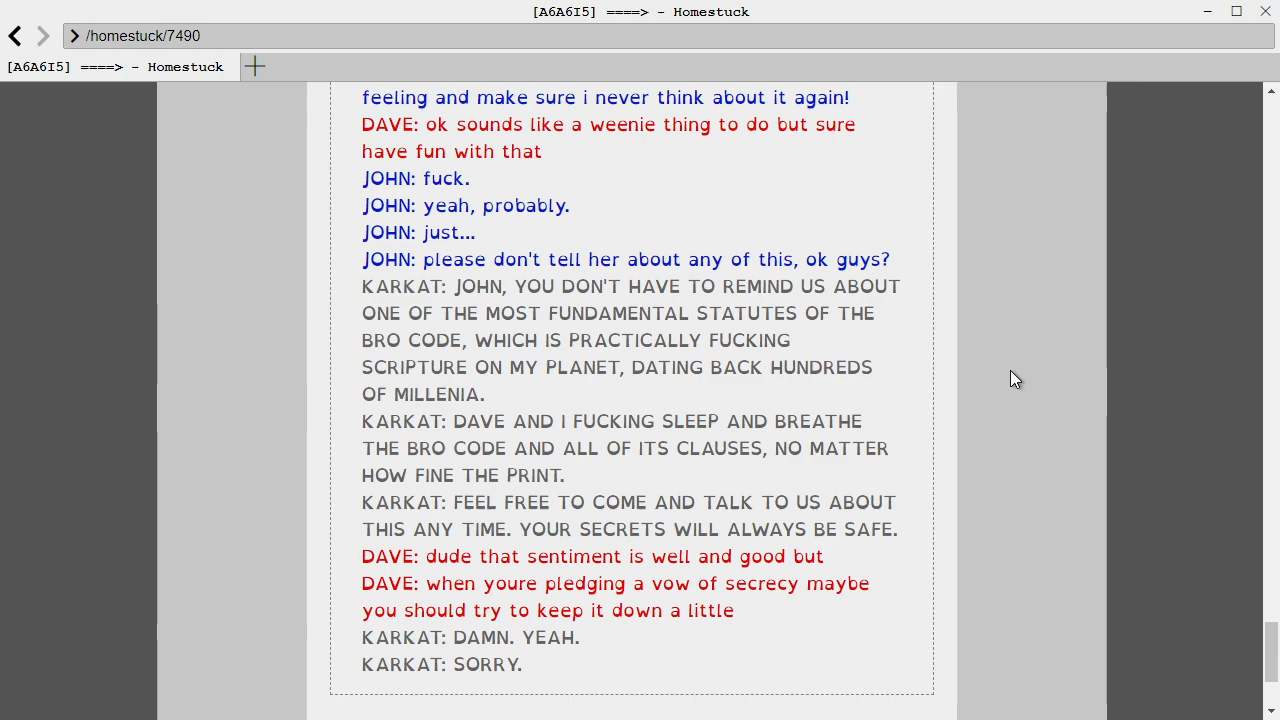 [A6A6I5] ====> - Homestuck
/homestuck/7490
[A6A6I5] ====> - Homestuck
feeling and make sure i never think about it again!
DAVE: ok sounds like a weenie thing to do but sure
have fun with that
JOHN: fuck.
JOHN: yeah, probably.
JOHN: just...
JOHN: please don't tell her about any of this, ok guys?
KARKAT: JOHN, YOU DON'T HAVE TO REMIND US ABOUT
ONE OF THE MOST FUNDAMENTAL STATUTES OF THE
BRO CODE, WHICH IS PRACTICALLY FUCKING
SCRIPTURE ON MY PLANET, DATING BACK HUNDREDS
OF MILLENIA.
KARKAT: DAVE AND I FUCKING SLEEP AND BREATHE
THE BRO CODE AND ALL OF ITS CLAUSES, NO MATTER
HOW FINE THE PRINT.
KARKAT: FEEL FREE TO COME AND TALK TO US ABOUT
THIS ANY TIME. YOUR SECRETS WILL ALWAYS BE SAFE.
DAVE: dude that sentiment is well and good but
DAVE: when youre pledging a vow of secrecy maybe
you should try to keep it down a little
KARKAT: DAMN. YEAH.
KARKAT: SORRY.